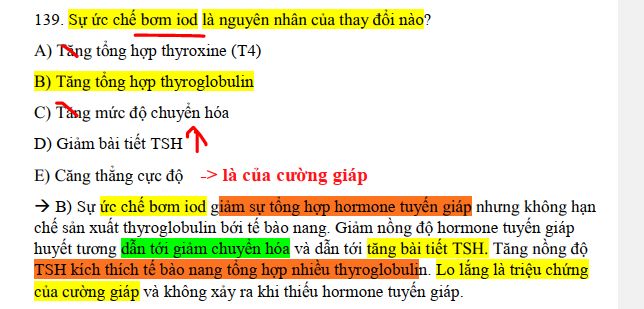 139. Sự ức chế bơm iod là nguyên nhân của thay đổi nào?
A) Tăng tổng hợp thyroxine (T4)
B) Tăng tổng hợp thyroglobulin
C) Tăng mức độ chuyển hóa
D) Giảm bài tiết TSH
E) Căng thẳng cực độ -> là của cường giáp
→ B) Sự ức chế bơm iod giảm sự tổng hợp hormone tuyến giáp nhưng không hạn
chế sản xuất thyroglobulin bởi tế bào nang. Giảm nồng độ hormone tuyến giáp
huyết tương dẫn tới giảm chuyển hóa và dẫn tới tăng bài tiết TSH. Tăng nồng độ
TSH kích thích tế bào nang tổng hợp nhiều thyroglobulin. Lo lắng là triệu chứng
của cường giáp và không xảy ra khi thiếu hormone tuyến giáp.